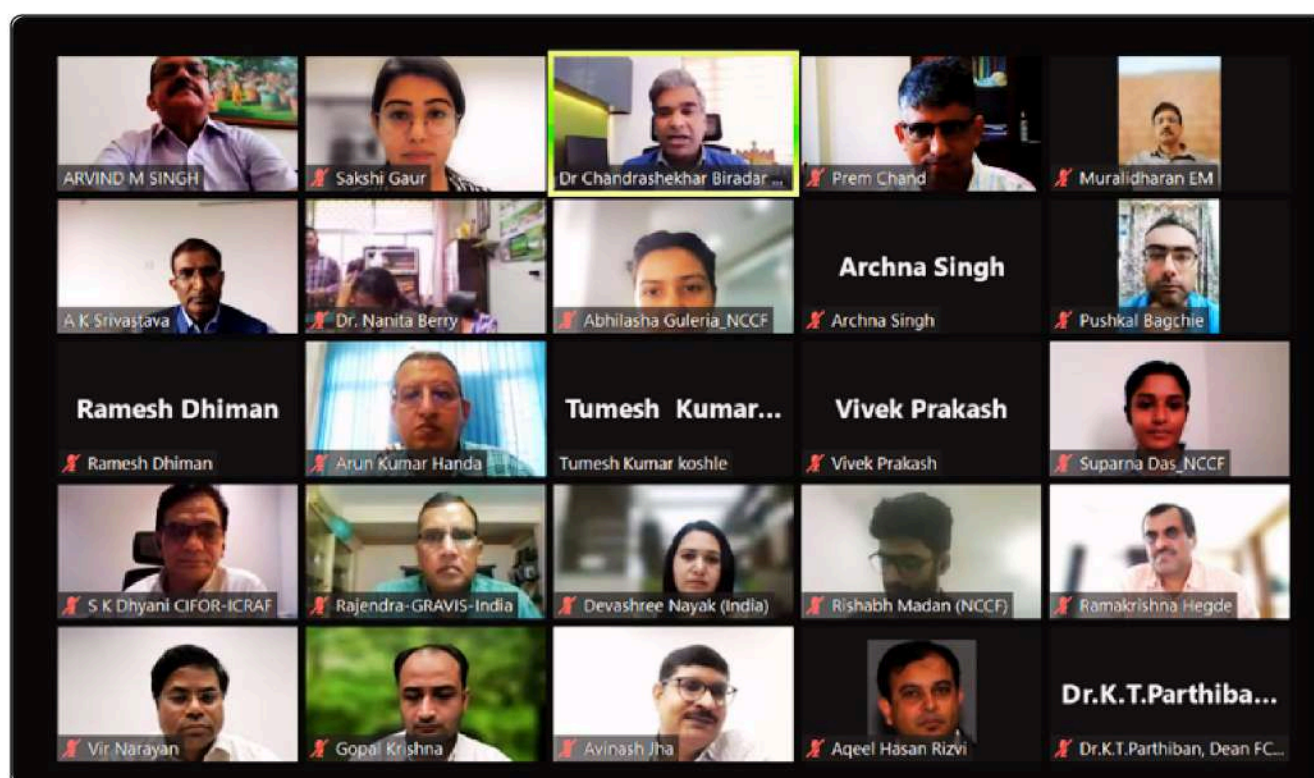 ARVIND M SINGH
Sakshi Gaur
Dr Chandrashekhar Biradar ...
Prem Chand
Muralidharan EM
A K Srivastava
Dr. Nanita Berry
Abhilasha Guleria_NCCF
Archna Singh
Archna Singh
Pushkal Bagchie
Ramesh Dhiman
Ramesh Dhiman
Arun Kumar Handa
Tumesh Kumar...
Tumesh Kumar koshle
Vivek Prakash
Vivek Prakash
Suparna Das_NCCF
S K Dhyani CIFOR-ICRAF
Rajendra-GRAVIS-India
Devashree Nayak (India)
Rishabh Madan (NCCF)
Ramakrishna Hegde
Vir Narayan
Gopal Krishna
Avinash Jha
Aqeel Hasan Rizvi
Dr.K.T.Parthiba...
Dr.K.T.Parthiban, Dean FC...